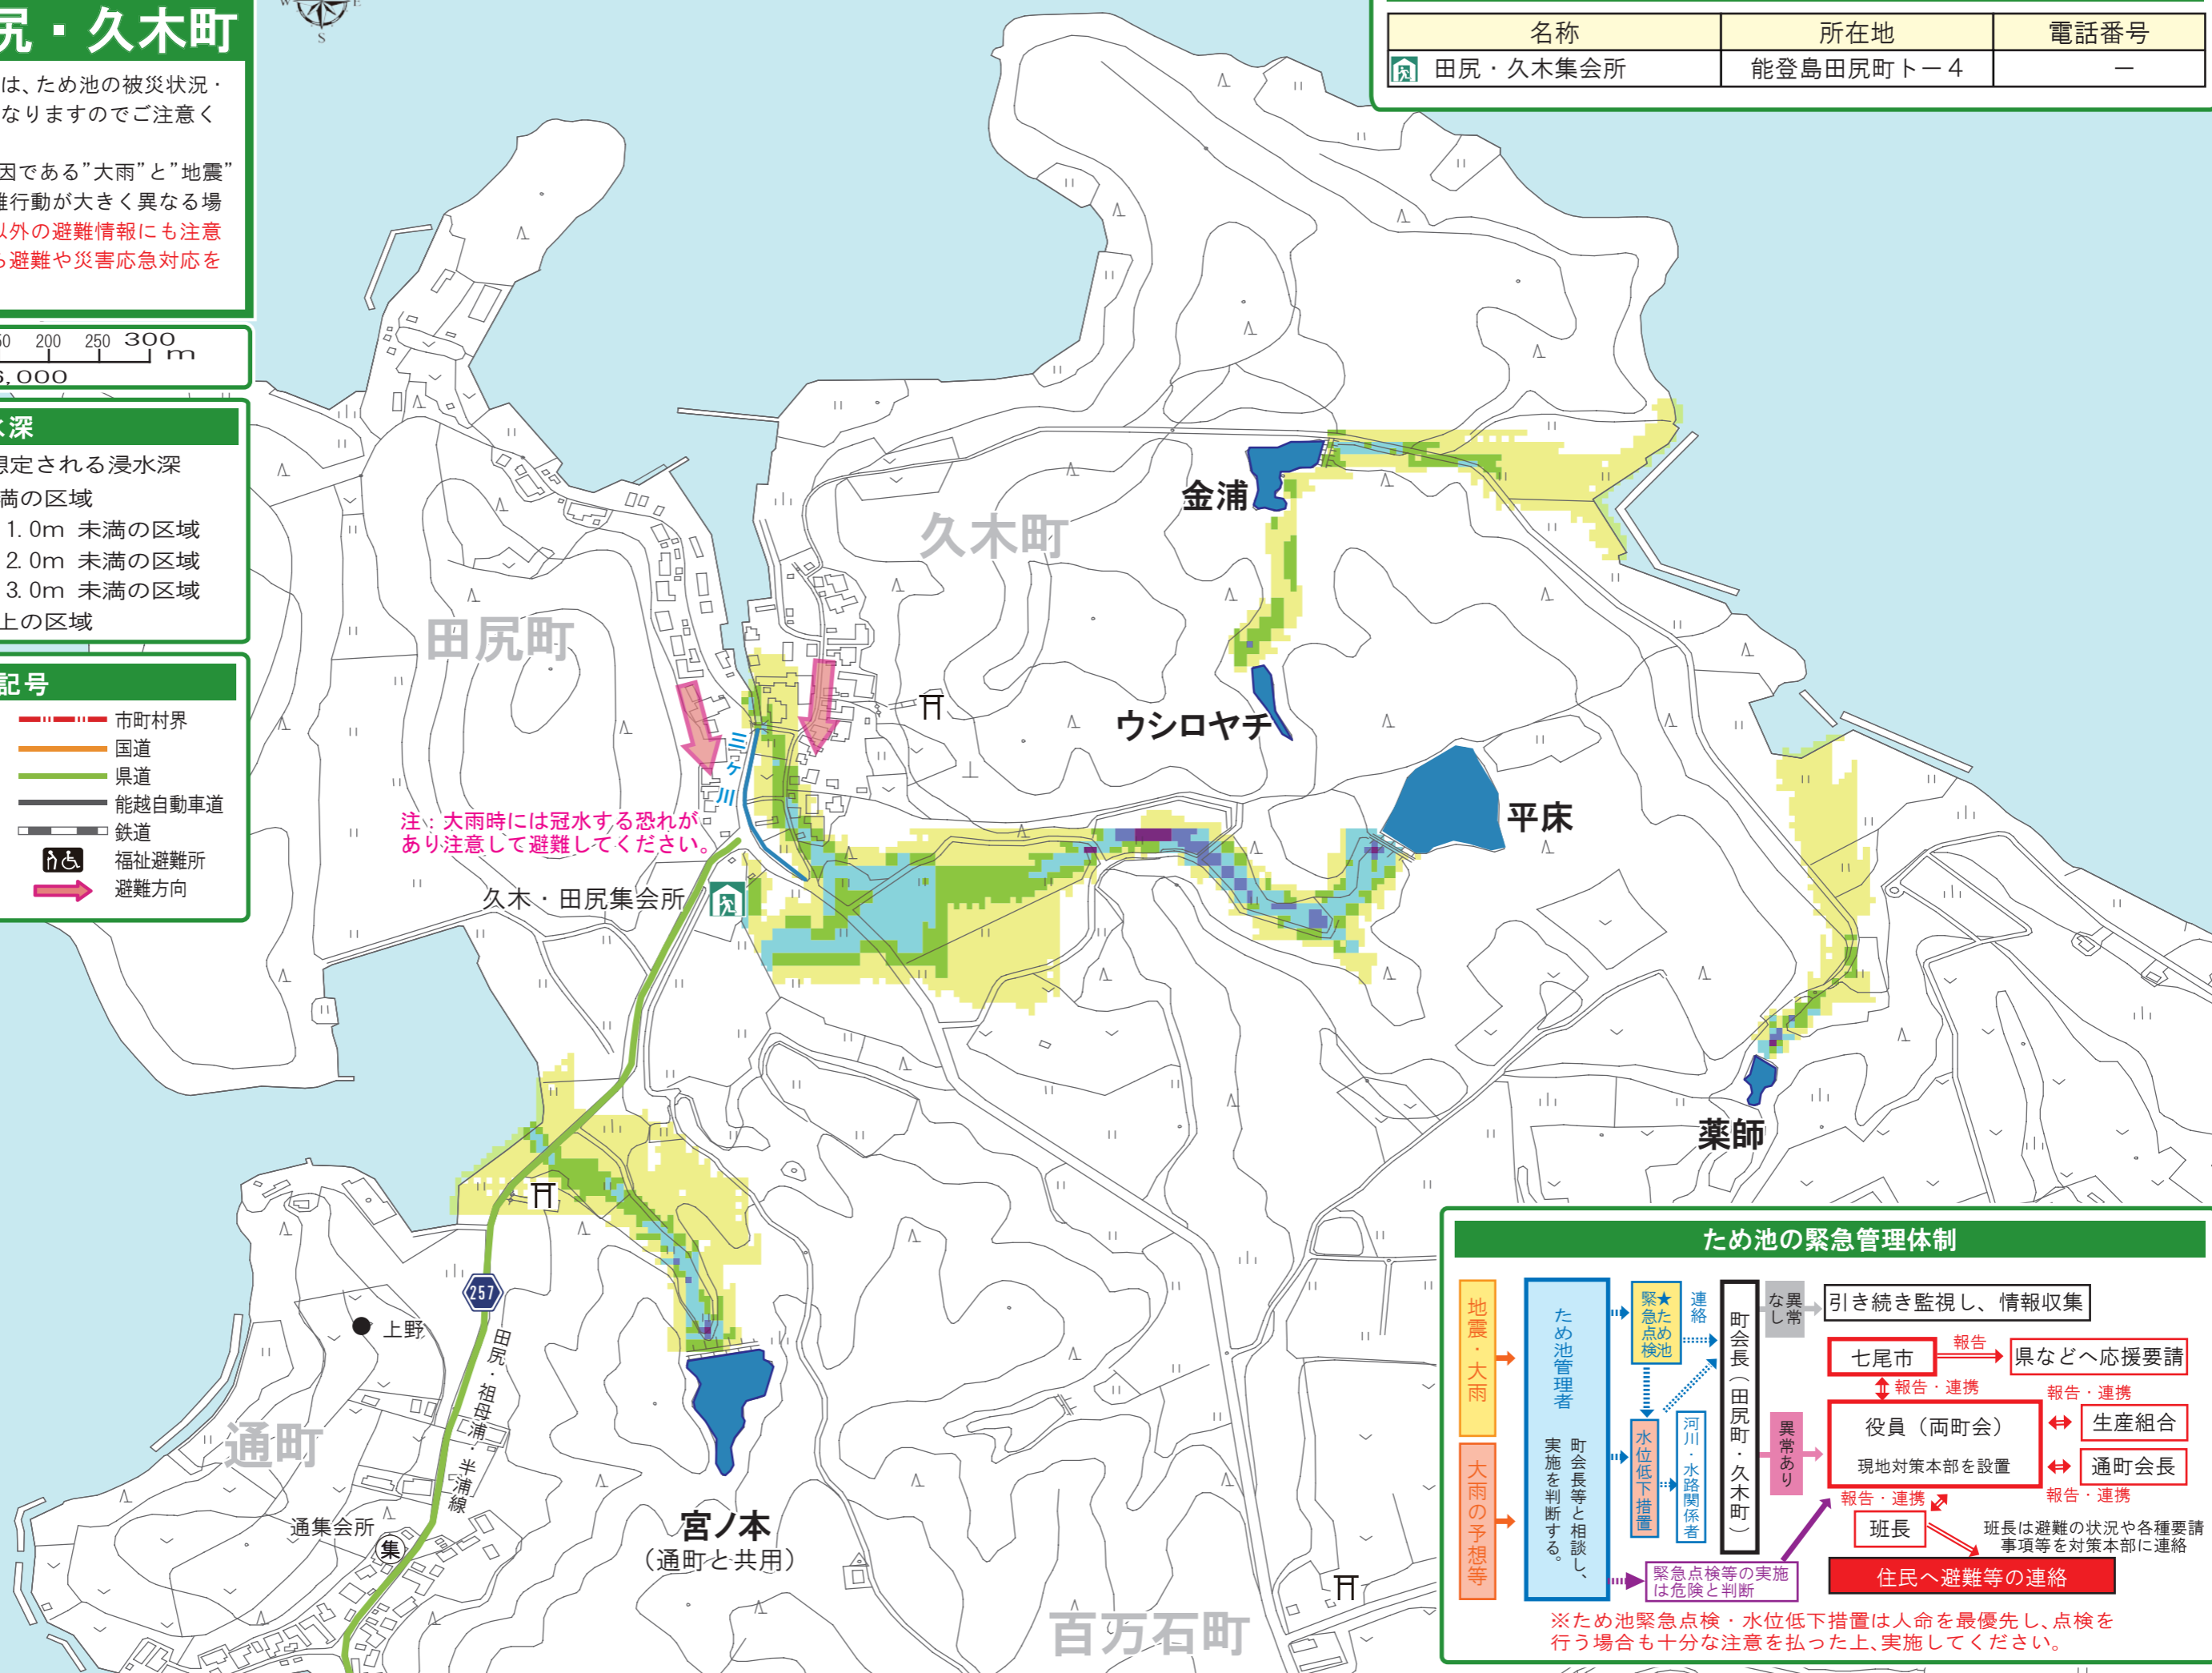 尻・久木町
は、ため池の被災状況・
なりますのでご注意く
因である”大雨”と”地震”
難行動が大きく異なる場
以外の避難情報にも注意
ら避難や災害応急対応を
W E
S
50 200 250 300
m
6,000
水深
想定される浸水深
満の区域
1.0m 未満の区域
2.0m 未満の区域
3.0m 未満の区域
上の区域
記号
市町村界
国道
県道
能越自動車道
鉄道
福祉避難所
避難方向
名称 所在地 電話番号
田尻・久木集会所 能登島田尻町ト－4 －
金浦
久木町
田尻町
ウシロヤチ
三ヶ川
平床
注：大雨時には冠水する恐れが
あり注意して避難してください。
久木・田尻集会所
薬師
257
上野
田尻・祖母浦・半浦線
通町
通集会所
集
宮ノ本
（通町と共用）
百万石町
ため池の緊急管理体制
地震・大雨
大雨の予想等
ため池管理者
町会長等と相談し、
実施を判断する。
★ため池
緊急点検
連絡
水位低下措置
河川・水路関係者
緊急点検等の実施
は危険と判断
町会長（田尻町・久木町）
異常
なし
引き続き監視し、情報収集
異常あり
七尾市
報告
県などへ応援要請
報告・連携
役員（両町会）
現地対策本部を設置
報告・連携
生産組合
通町会長
報告・連携
報告・連携
班長
班長は避難の状況や各種要請
事項等を対策本部に連絡
住民へ避難等の連絡
※ため池緊急点検・水位低下措置は人命を最優先し、点検を
行う場合も十分な注意を払った上、実施してください。